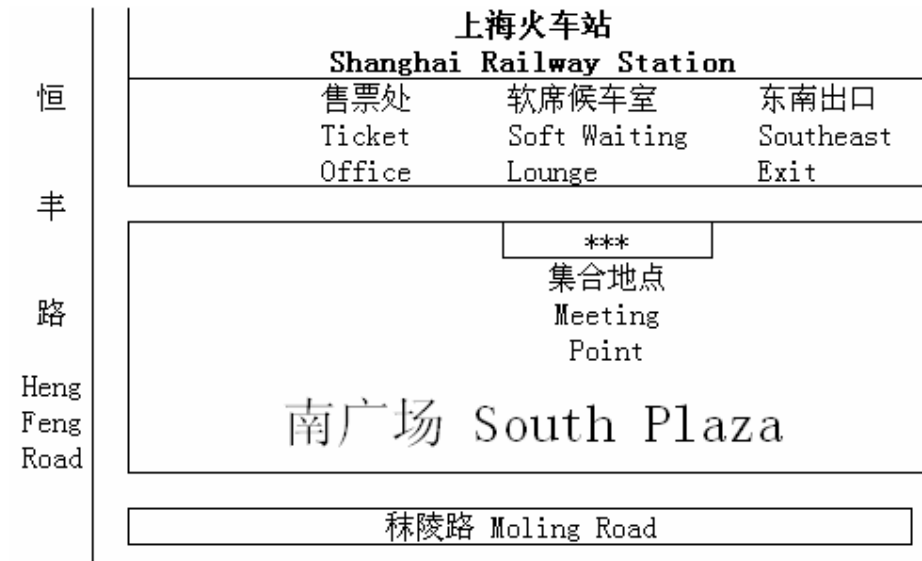 上海火车站
Shanghai Railway Station
售票处 软席候车室 东南出口
Ticket Soft Waiting Southeast
Office Lounge Exit
恒
丰
路
Heng
Feng
Road
***
集合地点
Meeting
Point
南广场 South Plaza
秣陵路 Moling Road